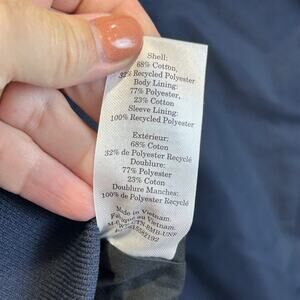 Shell:
68% Cotton,
32% Recycled Polyester
Body Lining:
77% Polyester,
23% Cotton
Sleeve Lining:
100% Recycled Polyester
Extérieur:
68% Coton
32% de Polyester Recyclé
Doublure:
77% Polyester
23% Coton
Doublure Manches:
100% de Polyester Recyclé
Made in Vietnam.
au Vietnam.